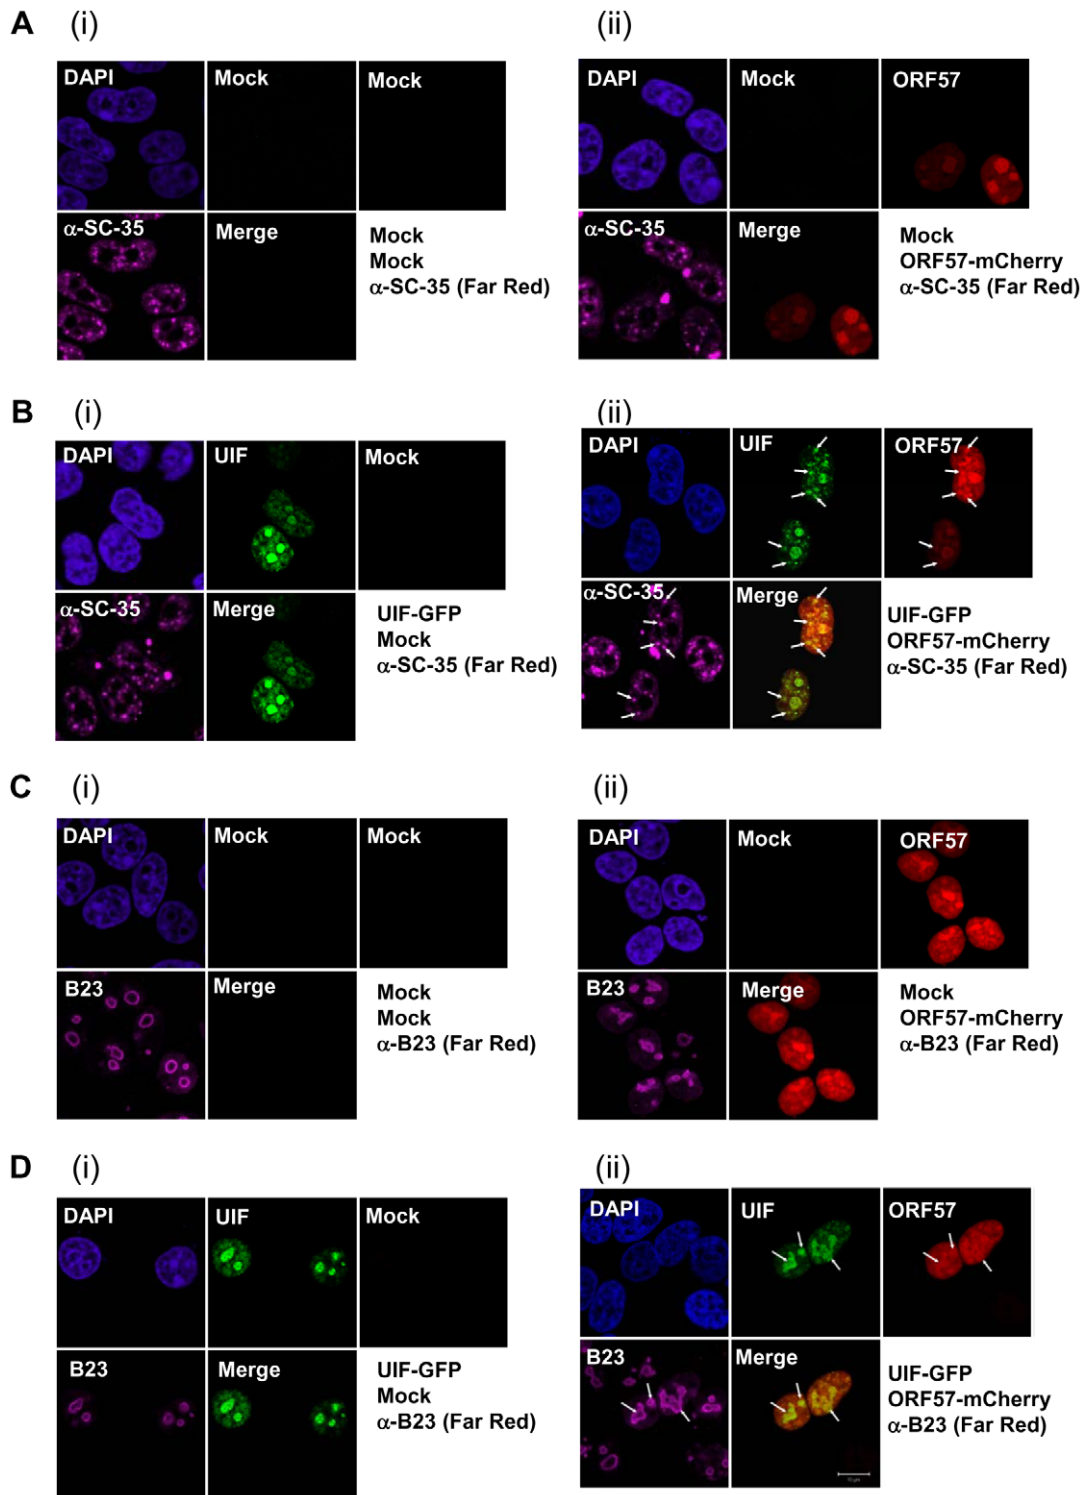 A
(i)
(ii)
DAPI
Mock
Mock
α-SC-35
Merge
Mock
Mock
α-SC-35 (Far Red)
DAPI
Mock
ORF57
α-SC-35
Merge
Mock
ORF57-mCherry
α-SC-35 (Far Red)
B
(i)
(ii)
DAPI
UIF
Mock
α-SC-35
Merge
UIF-GFP
Mock
α-SC-35 (Far Red)
DAPI
UIF
ORF57
α-SC-35
Merge
UIF-GFP
ORF57-mCherry
α-SC-35 (Far Red)
C
(i)
(ii)
DAPI
Mock
Mock
B23
Merge
Mock
Mock
α-B23 (Far Red)
DAPI
Mock
ORF57
B23
Merge
Mock
ORF57-mCherry
α-B23 (Far Red)
D
(i)
(ii)
DAPI
UIF
Mock
B23
Merge
UIF-GFP
Mock
α-B23 (Far Red)
DAPI
UIF
ORF57
B23
Merge
UIF-GFP
ORF57-mCherry
α-B23 (Far Red)